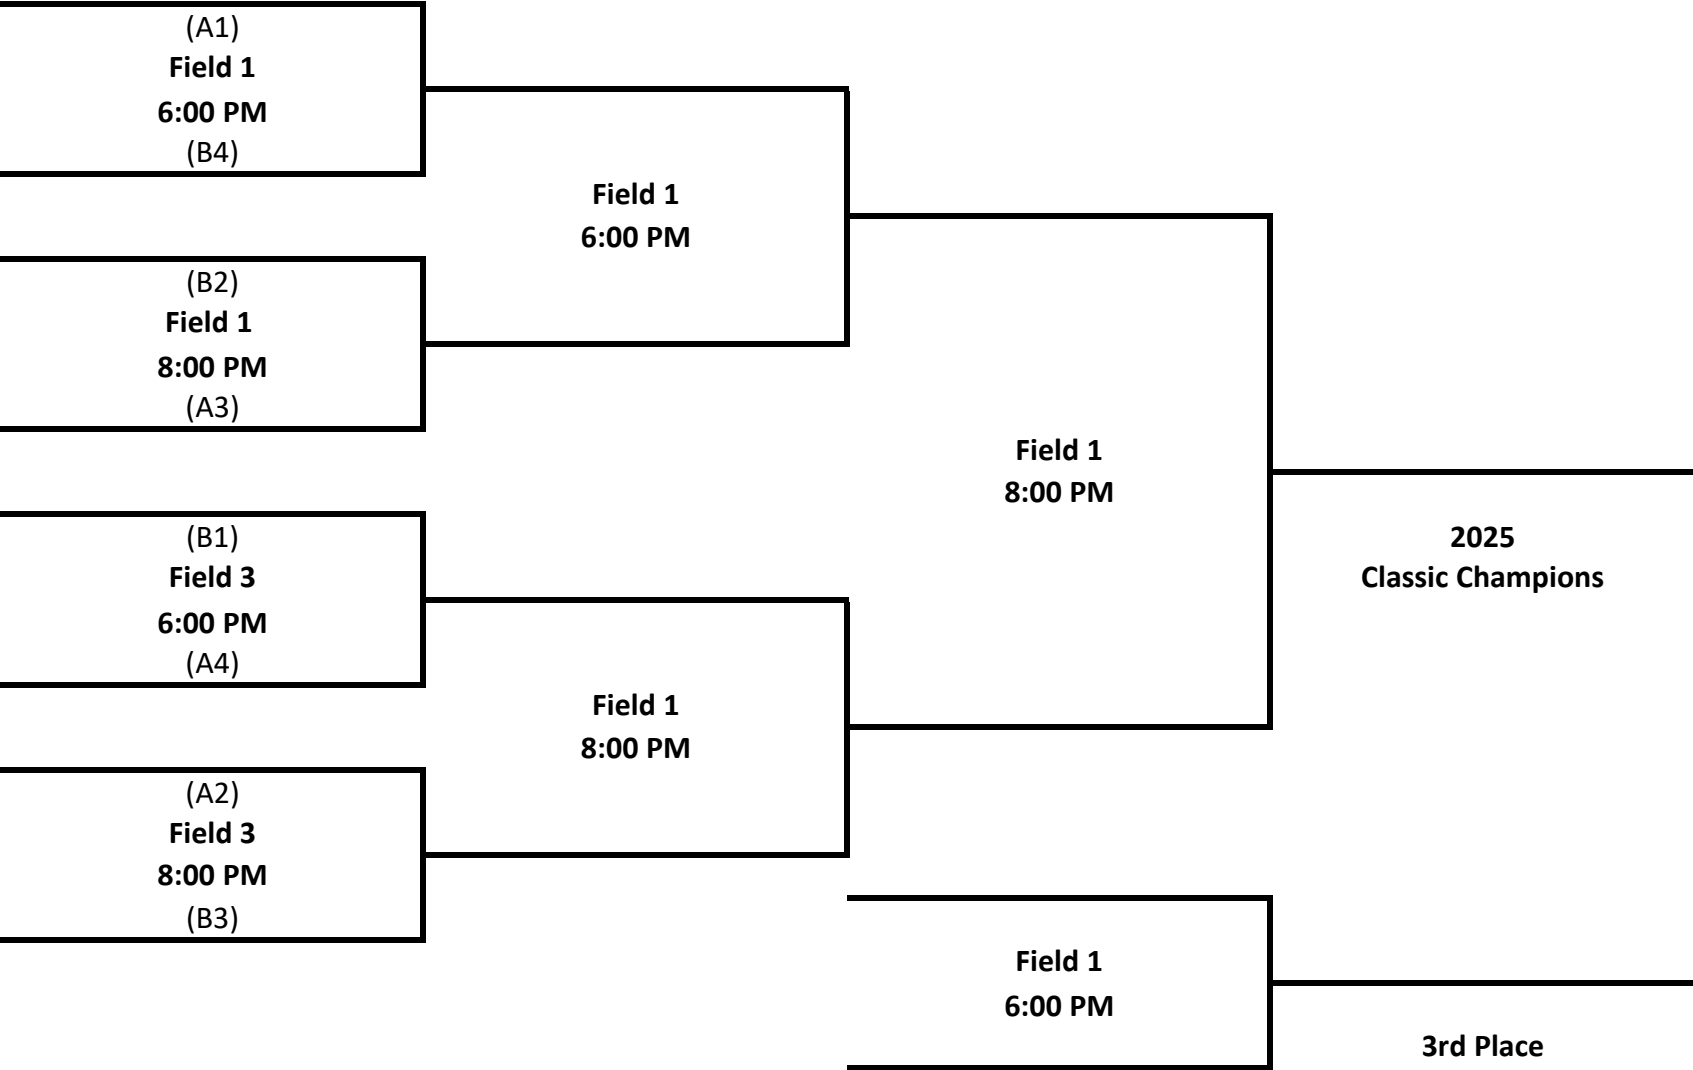 (A1)
Field 1
6:00 PM
(B4)
Field 1
6:00 PM
(B2)
Field 1
8:00 PM
(A3)
Field 1
8:00 PM
2025
Classic Champions
(B1)
Field 3
6:00 PM
(A4)
Field 1
8:00 PM
(A2)
Field 3
8:00 PM
(B3)
Field 1
6:00 PM
3rd Place